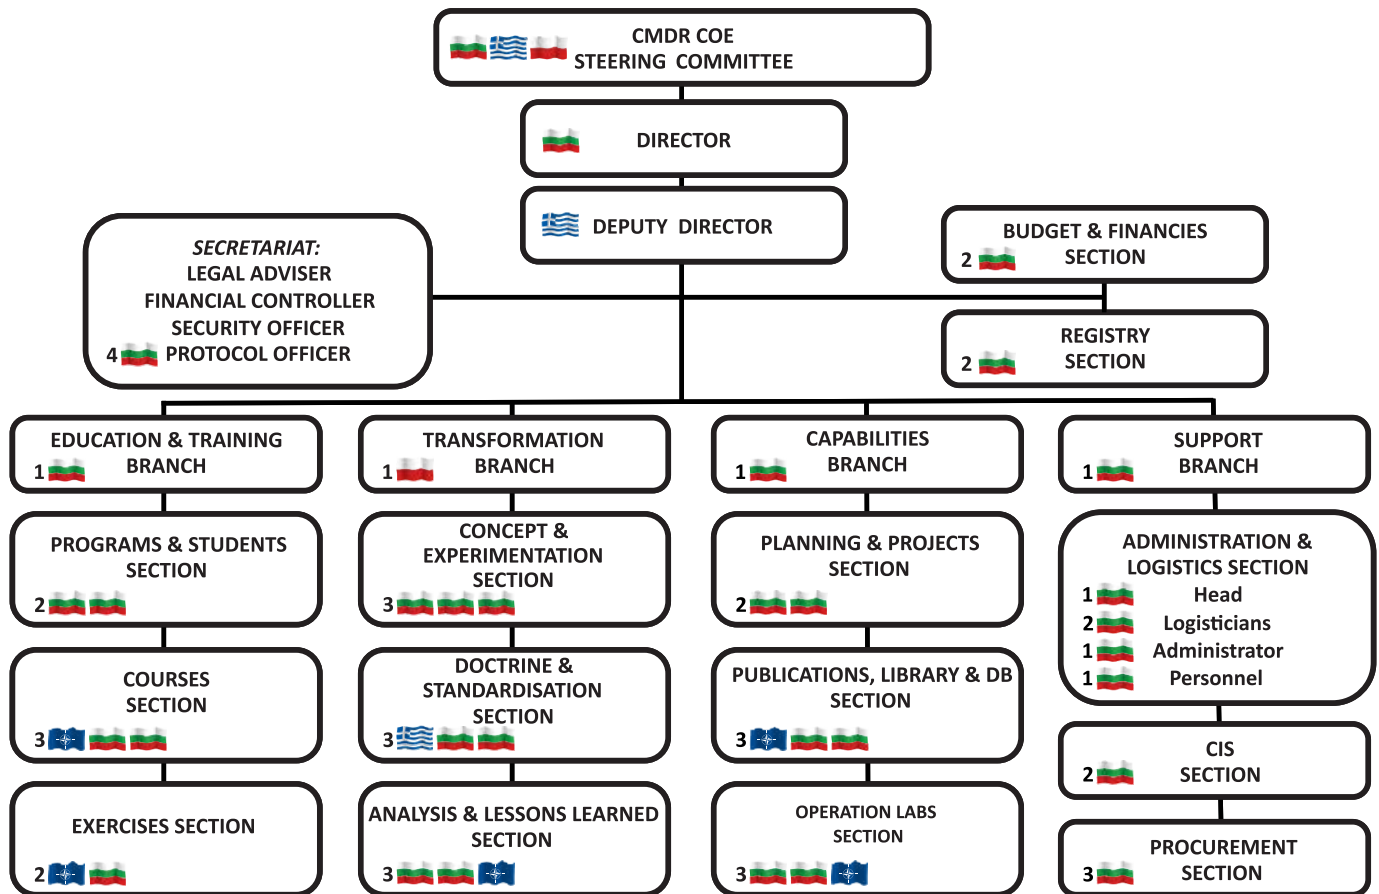 CMDR COE
STEERING COMMITTEE
DIRECTOR
DEPUTY DIRECTOR
SECRETARIAT:
LEGAL ADVISER
FINANCIAL CONTROLLER
SECURITY OFFICER
4 PROTOCOL OFFICER
BUDGET & FINANCIES
2 SECTION
REGISTRY
2 SECTION
EDUCATION & TRAINING
BRANCH
1
TRANSFORMATION
BRANCH
1
CAPABILITIES
BRANCH
1
SUPPORT
BRANCH
1
PROGRAMS & STUDENTS
SECTION
2
CONCEPT &
EXPERIMENTATION
SECTION
3
PLANNING & PROJECTS
SECTION
2
ADMINISTRATION &
LOGISTICS SECTION
1 Head
2 Logisticians
1 Administrator
1 Personnel
COURSES
SECTION
3
DOCTRINE &
STANDARDISATION
SECTION
3
PUBLICATIONS, LIBRARY & DB
SECTION
3
CIS
SECTION
2
EXERCISES SECTION
2
ANALYSIS & LESSONS LEARNED
SECTION
3
OPERATION LABS
SECTION
3
PROCUREMENT
SECTION
3